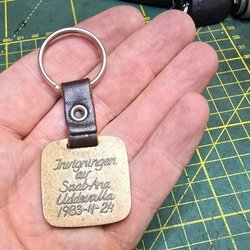 Invigningen
av
Saab-Ana
Uddevalla
1983-11-24